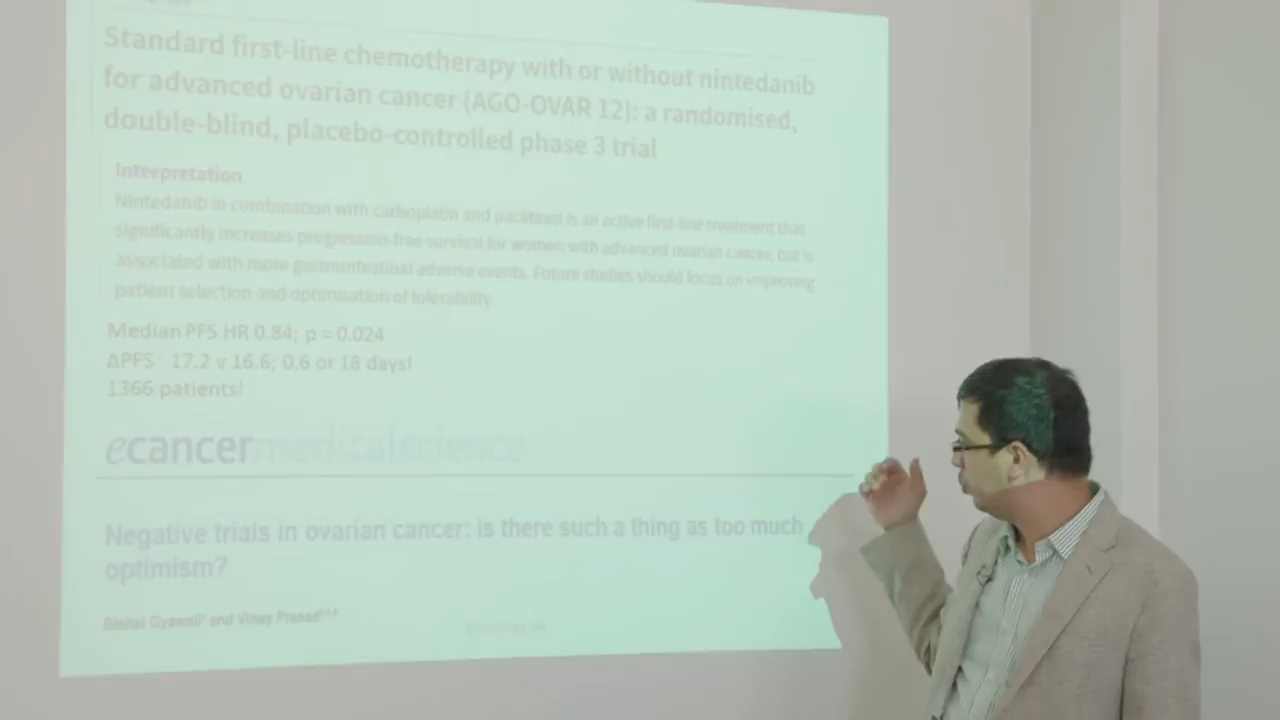 Standard first-line chemotherapy with or without nintedanib
for advanced ovarian cancer (AGO-OVAR 12): a randomised,
double-blind, placebo-controlled phase 3 trial
Interpretation
Nintedanib in combination with carboplatin and paclitaxel is an active first-line treatment that
significantly increases progression-free survival for women with advanced ovarian cancer, but is
associated with more gastrointestinal adverse events. Future studies should focus on improving
patient selection and optimisation of tolerability.
Median PFS HR 0.84; p = 0.024
ΔPFS: 17.2 v 16.6; 0.6 or 18 days!
1366 patients!
ecancermedicalscience
Negative trials in ovarian cancer: is there such a thing as too much
optimism?
Bishal Gyawali and Vinay Prasad